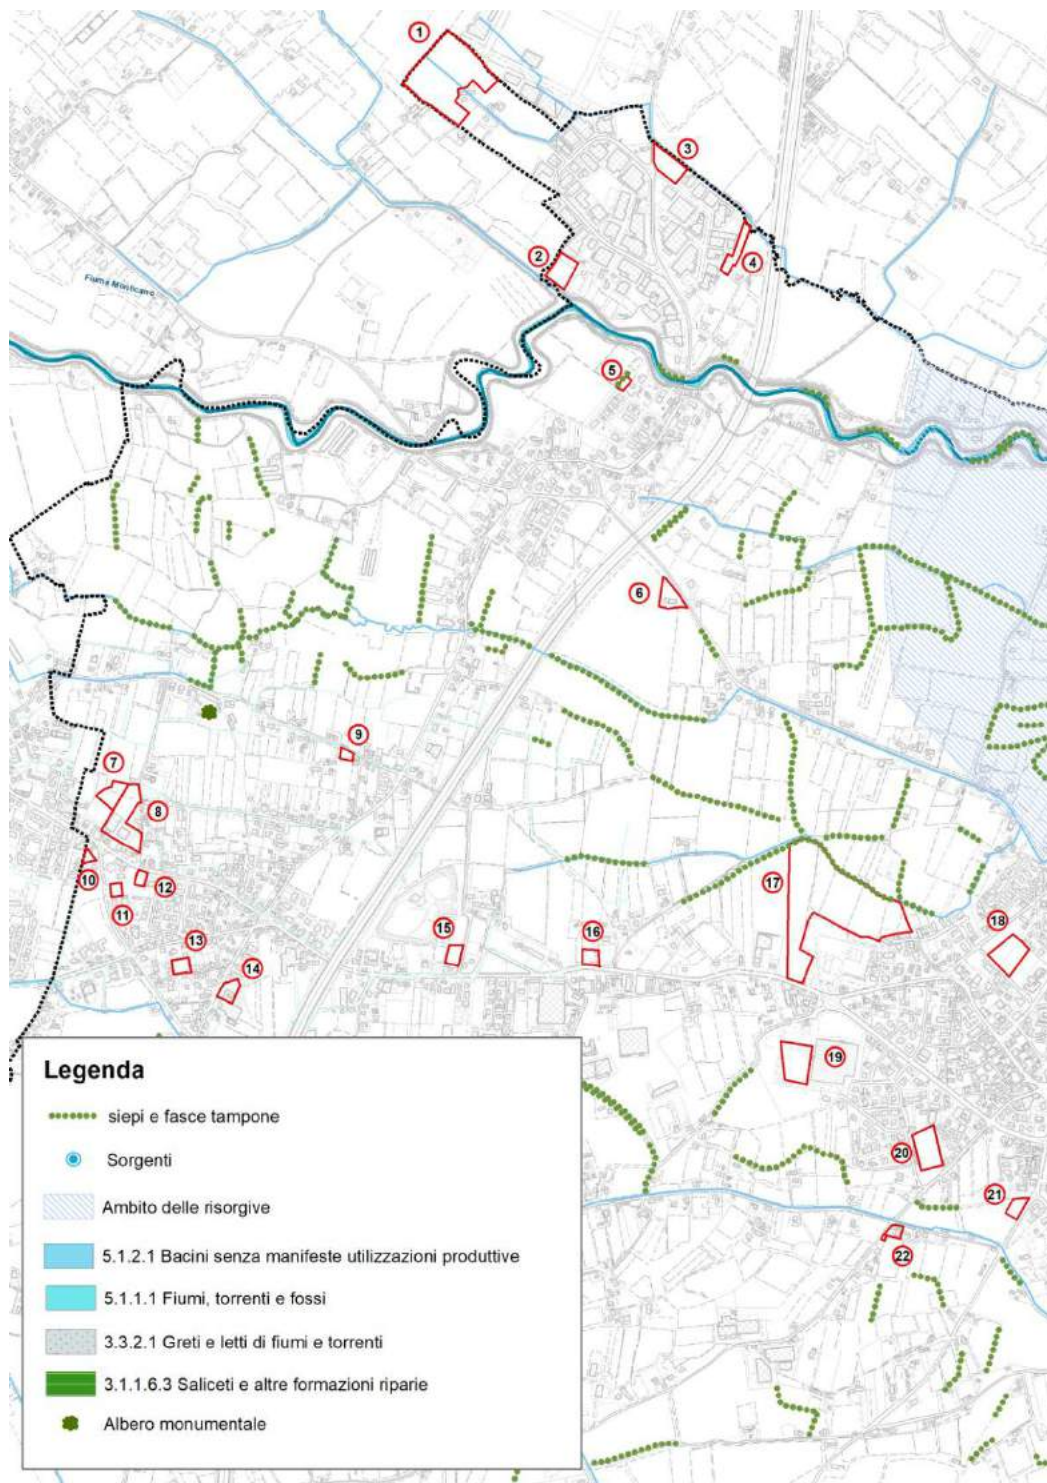 1
3
2
4
Fiume Monticano
5
6
9
7
8
10
12
11
17
15
16
18
13
14
19
20
21
22
Legenda
siepi e fasce tampone
Sorgenti
Ambito delle risorgive
5.1.2.1 Bacini senza manifeste utilizzazioni produttive
5.1.1.1 Fiumi, torrenti e fossi
3.3.2.1 Greti e letti di fiumi e torrenti
3.1.1.6.3 Saliceti e altre formazioni riparie
Albero monumentale